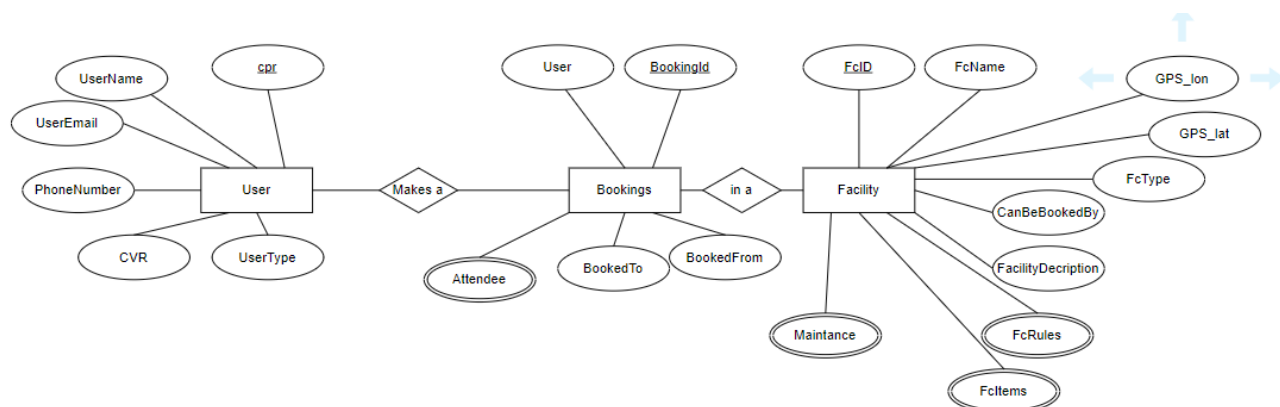 cpr
User
BookingId
FcID
FcName
UserName
GPS_lon
UserEmail
GPS_lat
PhoneNumber
User
Makes a
Bookings
in a
Facility
FcType
CanBeBookedBy
CVR
UserType
Attendee
BookedTo
BookedFrom
FacilityDecription
Maintance
FcRules
FcItems